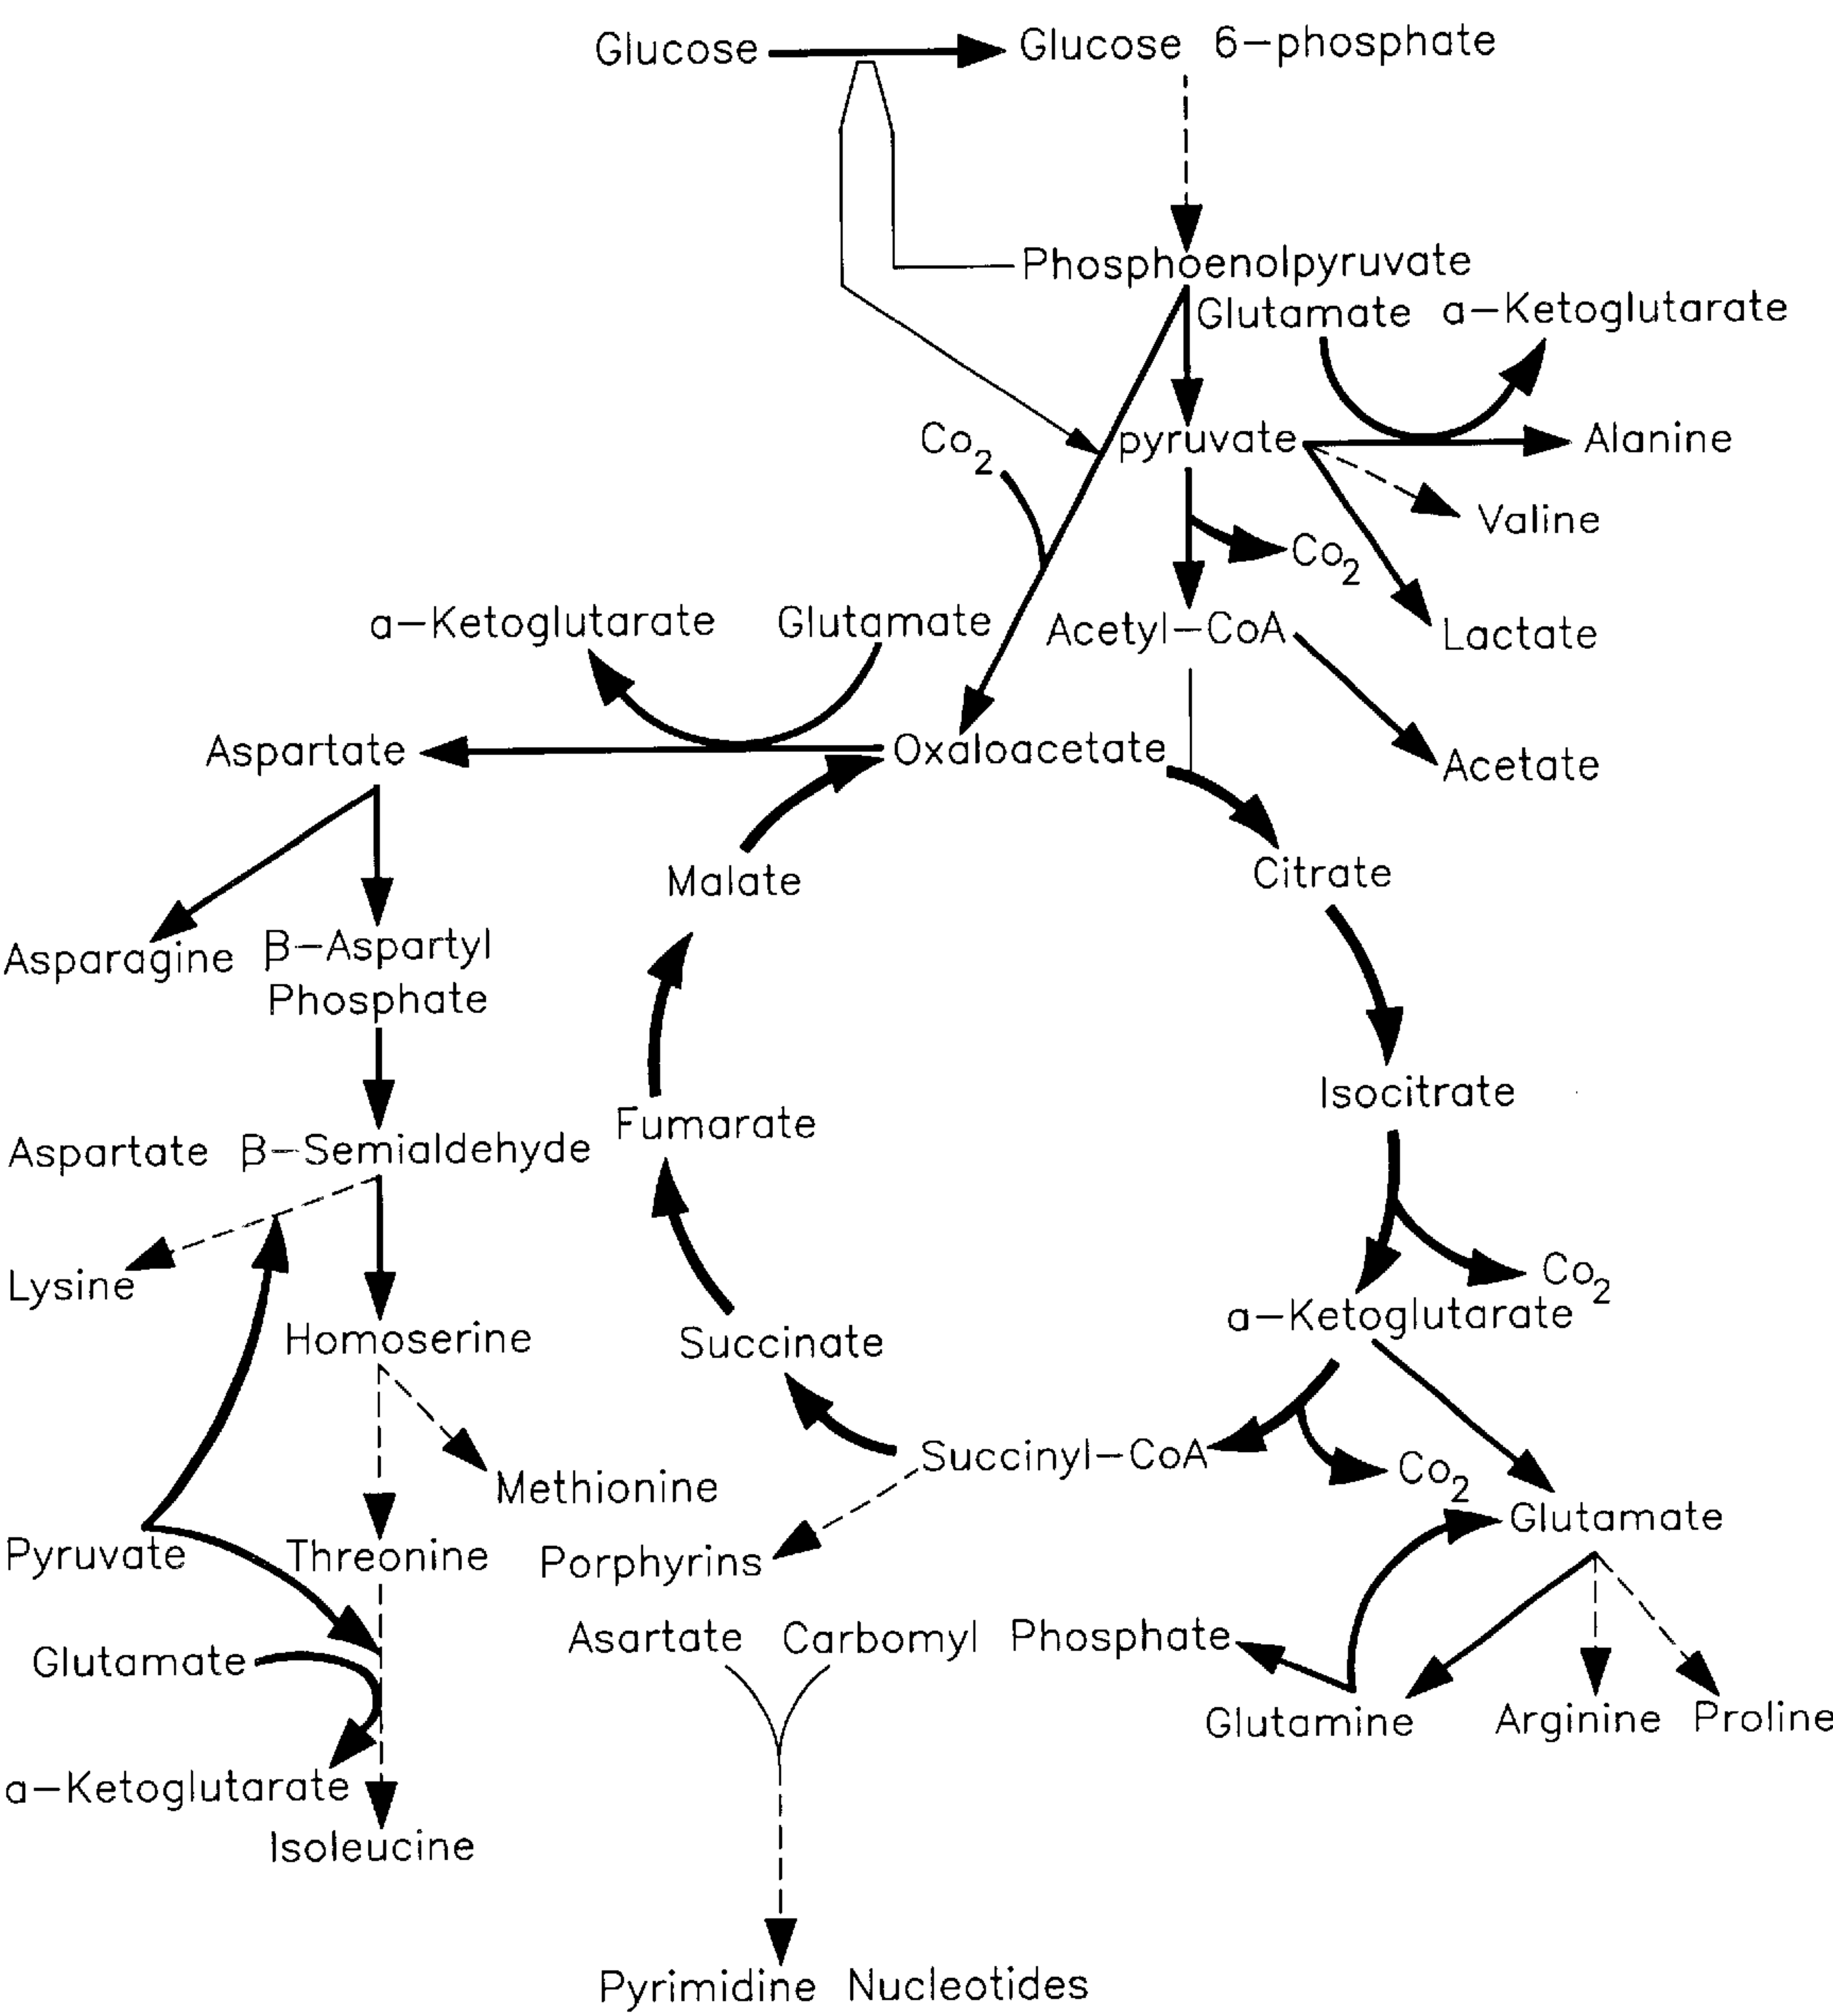 Glucose
Glucose 6-phosphate
Phosphoenolpyruvate
Glutamate
a-Ketoglutarate
Co2
pyruvate
Alanine
Valine
Co2
a-Ketoglutarate
Glutamate
Acetyl-CoA
Lactate
Aspartate
Oxaloacetate
Acetate
Malate
Citrate
Asparagine
β-Aspartyl
Phosphate
Isocitrate
Fumarate
Aspartate β-Semialdehyde
Co2
Lysine
a-Ketoglutarate
Homoserine
Succinate
Succinyl-CoA
Co2
Methionine
Glutamate
Pyruvate
Threonine
Porphyrins
Asartate
Carbomyl Phosphate
Glutamate
Glutamine
Arginine
Proline
a-Ketoglutarate
Isoleucine
Pyrimidine Nucleotides